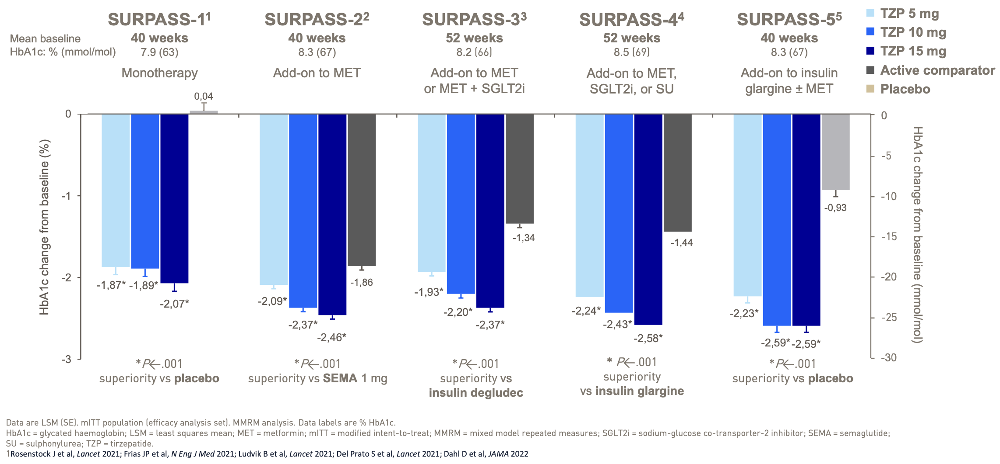 SURPASS-1¹
40 weeks
7.9 (63)
Monotherapy
SURPASS-2²
40 weeks
8.3 (67)
Add-on to MET
SURPASS-3³
52 weeks
8.2 (66)
Add-on to MET
or MET + SGLT2i
SURPASS-4⁴
52 weeks
8.5 (69)
Add-on to MET,
SGLT2i, or SU
SURPASS-5⁵
40 weeks
8.3 (67)
Add-on to insulin
glargine ± MET
Mean baseline
HbA1c: % (mmol/mol)
TZP 5 mg
TZP 10 mg
TZP 15 mg
Active comparator
Placebo
HbA1c change from baseline (%)
0
-1
-2
-3
0,04
-1,87*
-1,89*
-2,07*
-2,09*
-2,37*
-2,46*
-1,86
-1,93*
-2,20*
-2,37*
-1,34
-2,24*
-2,43*
-2,58*
-1,44
-2,23*
-2,59*
-2,59*
-0,93
0
-5
-10
-15
-20
-25
-30
HbA1c change from baseline (mmol/mol)
*P<.001
superiority vs placebo
*P<.001
superiority vs SEMA 1 mg
*P<.001
superiority vs
insulin degludec
* P<.001
superiority
vs insulin glargine
*P<.001
superiority vs placebo
Data are LSM (SE). mITT population (efficacy analysis set). MMRM analysis. Data labels are % HbA1c.
HbA1c = glycated haemoglobin; LSM = least squares mean; MET = metformin; mITT = modified intent-to-treat; MMRM = mixed model repeated measures; SGLT2i = sodium-glucose co-transporter-2 inhibitor; SEMA = semaglutide;
SU = sulphonylurea; TZP = tirzepatide.
1Rosenstock J et al, Lancet 2021; Frias JP et al, N Eng J Med 2021; Ludvik B et al, Lancet 2021; Del Prato S et al, Lancet 2021; Dahl D et al, JAMA 2022